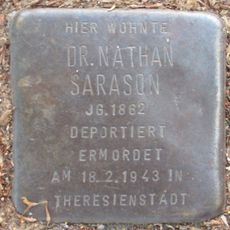 HIER WOHNTE
DR. NATHAN
SARASON
JG. 1862
DEPORTIERT
ERMORDET
AM 18.2.1943 IN
THERESIENSTADT